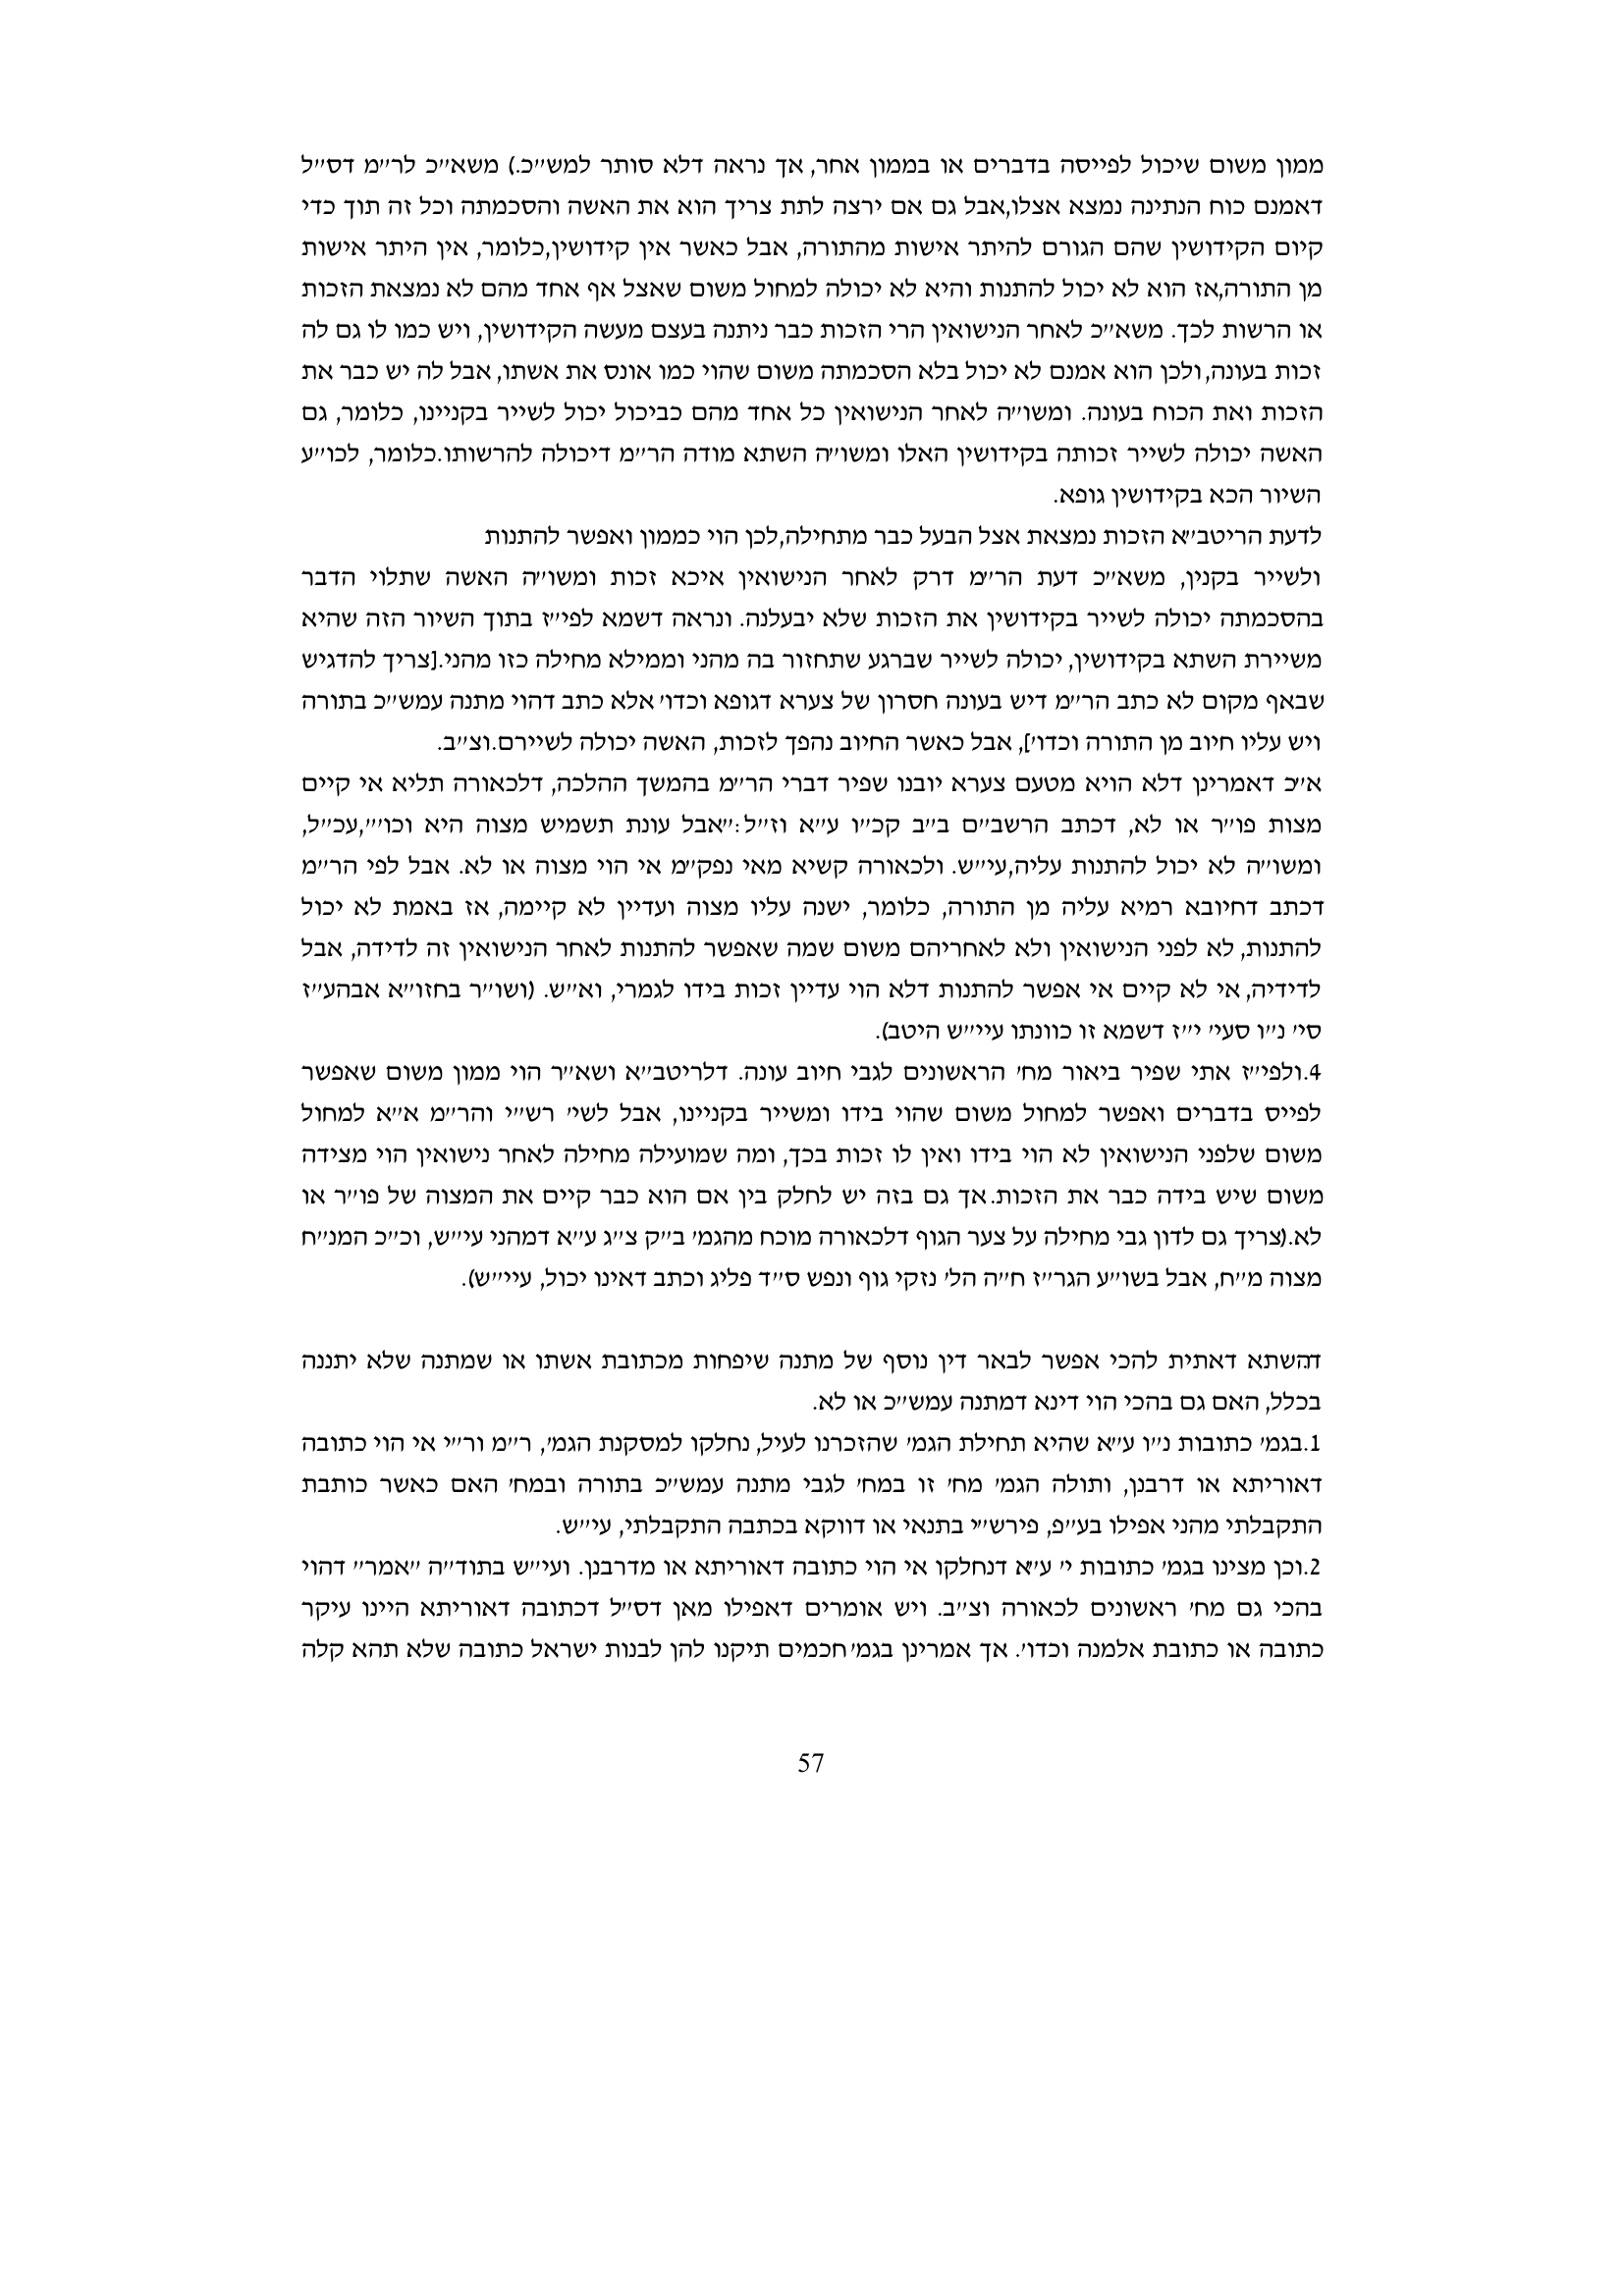 ממון משום שיכול לפייסה בדברים או בממון אחר, אך נראה דלא סותר למש״כ.) משא״כ לר״מ דס״ל
דאמנם כוח הנתינה נמצא אצלו,אבל גם אם ירצה לתת צריך הוא את האשה והסכמתה וכל זה תוך כדי
קיום הקידושין שהם הגורם להיתר אישות מהתורה, אבל כאשר אין קידושין,כלומר, אין היתר אישות
מן התורה,אז הוא לא יכול להתנות והיא לא יכולה למחול משום שאצל אף אחד מהם לא נמצאת הזכות
או הרשות לכך. משא״כ לאחר הנישואין הרי הזכות כבר ניתנה בעצם מעשה הקידושין, ויש כמו לו גם לה
זכות בעונה,ולכן הוא אמנם לא יכול בלא הסכמתה משום שהוי כמו אונס את אשתו, אבל לה יש כבר את
הזכות ואת הכוח בעונה. ומשו״ה לאחר הנישואין כל אחד מהם כביכול יכול לשייר בקניינו, כלומר, גם
האשה יכולה לשייר זכותה בקידושין האלו ומשו״ה השתא מודה הר״מ דיכולה להרשותו.כלומר, לכו״ע
השיור הכא בקידושין גופא.
לדעת הריטב״א הזכות נמצאת אצל הבעל כבר מתחילה,לכן הוי כממון ואפשר להתנות
ולשייר בקנין, משא״כ דעת הר״מ דרק לאחר הנישואין איכא זכות ומשו״ה האשה שתלוי הדבר
בהסכמתה יכולה לשייר בקידושין את הזכות שלא יבעלנה. ונראה דשמא לפי״ז בתוך השיור הזה שהיא
משיירת השתא בקידושין, יכולה לשייר שברגע שתחזור בה מהני וממילא מחילה כזו מהני.[צריך להדגיש
שבאף מקום לא כתב הר״מ דיש בעונה חסרון של צערא דגופא וכדו׳ אלא כתב דהוי מתנה עמש״כ בתורה
ויש עליו חיוב מן התורה וכדו׳], אבל כאשר החיוב נהפך לזכות, האשה יכולה לשיירם.וצ״ב.
א״כ דאמרינן דלא הויא מטעם צערא יובנו שפיר דברי הר״מ בהמשך ההלכה, דלכאורה תליא אי קיים
מצות פו״ר או לא, דכתב הרשב״ם ב״ב קכ״ו ע״א וז״ל:״אבל עונת תשמיש מצוה היא וכו׳״,עכ״ל,
ומשו״ה לא יכול להתנות עליה,עי״ש. ולכאורה קשיא מאי נפק״מ אי הוי מצוה או לא. אבל לפי הר״מ
דכתב דחיובא רמיא עליה מן התורה, כלומר, ישנה עליו מצוה ועדיין לא קיימה, אז באמת לא יכול
להתנות, לא לפני הנישואין ולא לאחריהם משום שמה שאפשר להתנות לאחר הנישואין זה לדידה, אבל
לדידיה, אי לא קיים אי אפשר להתנות דלא הוי עדיין זכות בידו לגמרי, וא״ש. (ושו״ר בחזו״א אבהע״ז
סי׳ נ״ו סעי׳ י״ז דשמא זו כוונתו עיי״ש היטב).
4.ולפי״ז אתי שפיר ביאור מח׳ הראשונים לגבי חיוב עונה. דלריטב״א ושא״ר הוי ממון משום שאפשר
לפייס בדברים ואפשר למחול משום שהוי בידו ומשייר בקניינו, אבל לשי׳ רש״י והר״מ א״א למחול
משום שלפני הנישואין לא הוי בידו ואין לו זכות בכך, ומה שמועילה מחילה לאחר נישואין הוי מצידה
משום שיש בידה כבר את הזכות.אך גם בזה יש לחלק בין אם הוא כבר קיים את המצוה של פו״ר או
לא.(צריך גם לדון גבי מחילה על צער הגוף דלכאורה מוכח מהגמ׳ ב״ק צ״ג ע״א דמהני עי״ש, וכ״כ המנ״ח
מצוה מ״ח, אבל בשו״ע הגר״ז ח״ה הל׳ נזקי גוף ונפש ס״ד פליג וכתב דאינו יכול, עיי״ש).
ד.השתא דאתית להכי אפשר לבאר דין נוסף של מתנה שיפחות מכתובת אשתו או שמתנה שלא יתננה
בכלל, האם גם בהכי הוי דינא דמתנה עמש״כ או לא.
1.בגמ׳ כתובות נ״ו ע״א שהיא תחילת הגמ׳ שהזכרנו לעיל, נחלקו למסקנת הגמ׳, ר״מ ור״י אי הוי כתובה
דאוריתא או דרבנן, ותולה הגמ׳ מח׳ זו במח׳ לגבי מתנה עמש״כ בתורה ובמח׳ האם כאשר כותבת
התקבלתי מהני אפילו בע״פ, פירש״י בתנאי או דווקא בכתבה התקבלתי, עי״ש.
2.וכן מצינו בגמ׳ כתובות י׳ ע״א דנחלקו אי הוי כתובה דאוריתא או מדרבנן. ועי״ש בתוד״ה ״אמר״ דהוי
בהכי גם מח׳ ראשונים לכאורה וצ״ב. ויש אומרים דאפילו מאן דס״ל דכתובה דאוריתא היינו עיקר
כתובה או כתובת אלמנה וכדו׳. אך אמרינן בגמ׳חכמים תיקנו להן לבנות ישראל כתובה שלא תהא קלה
57